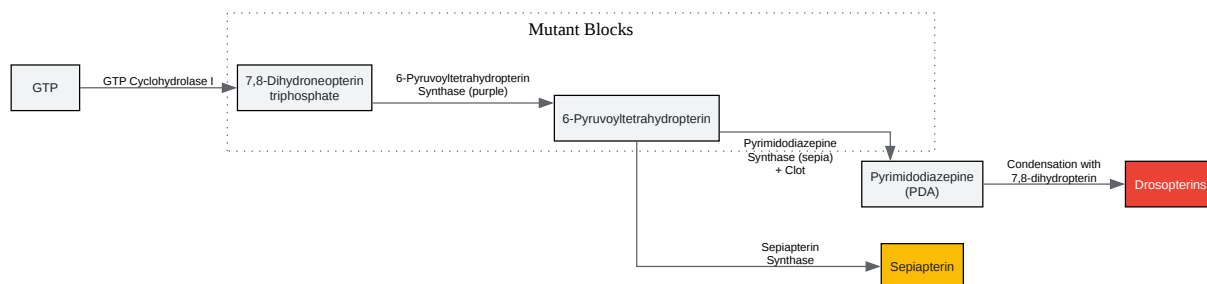 Mutant Blocks
GTP
GTP Cyclohydrolase I
7,8-Dihydroneopterin
triphosphate
6-Pyruvoyltetrahydropterin
Synthase (purple)
6-Pyruvoyltetrahydropterin
Pyrimidodiazepine
Synthase (sepia)
+ Clot
Pyrimidodiazepine
(PDA)
Condensation with
7,8-dihydropterin
Drosopterins
Sepiapterin
Synthase
Sepiapterin